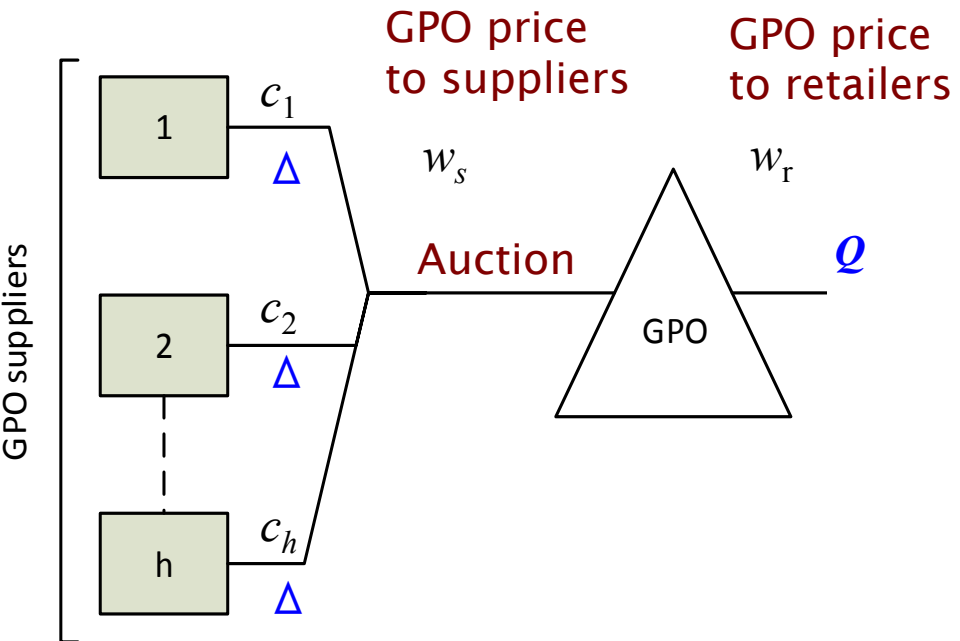 GPO price
to suppliers
GPO price
to retailers
1
c₁
Δ
wₛ
wᵣ
Auction
Q
GPO suppliers
2
c₂
Δ
GPO
h
cₕ
Δ